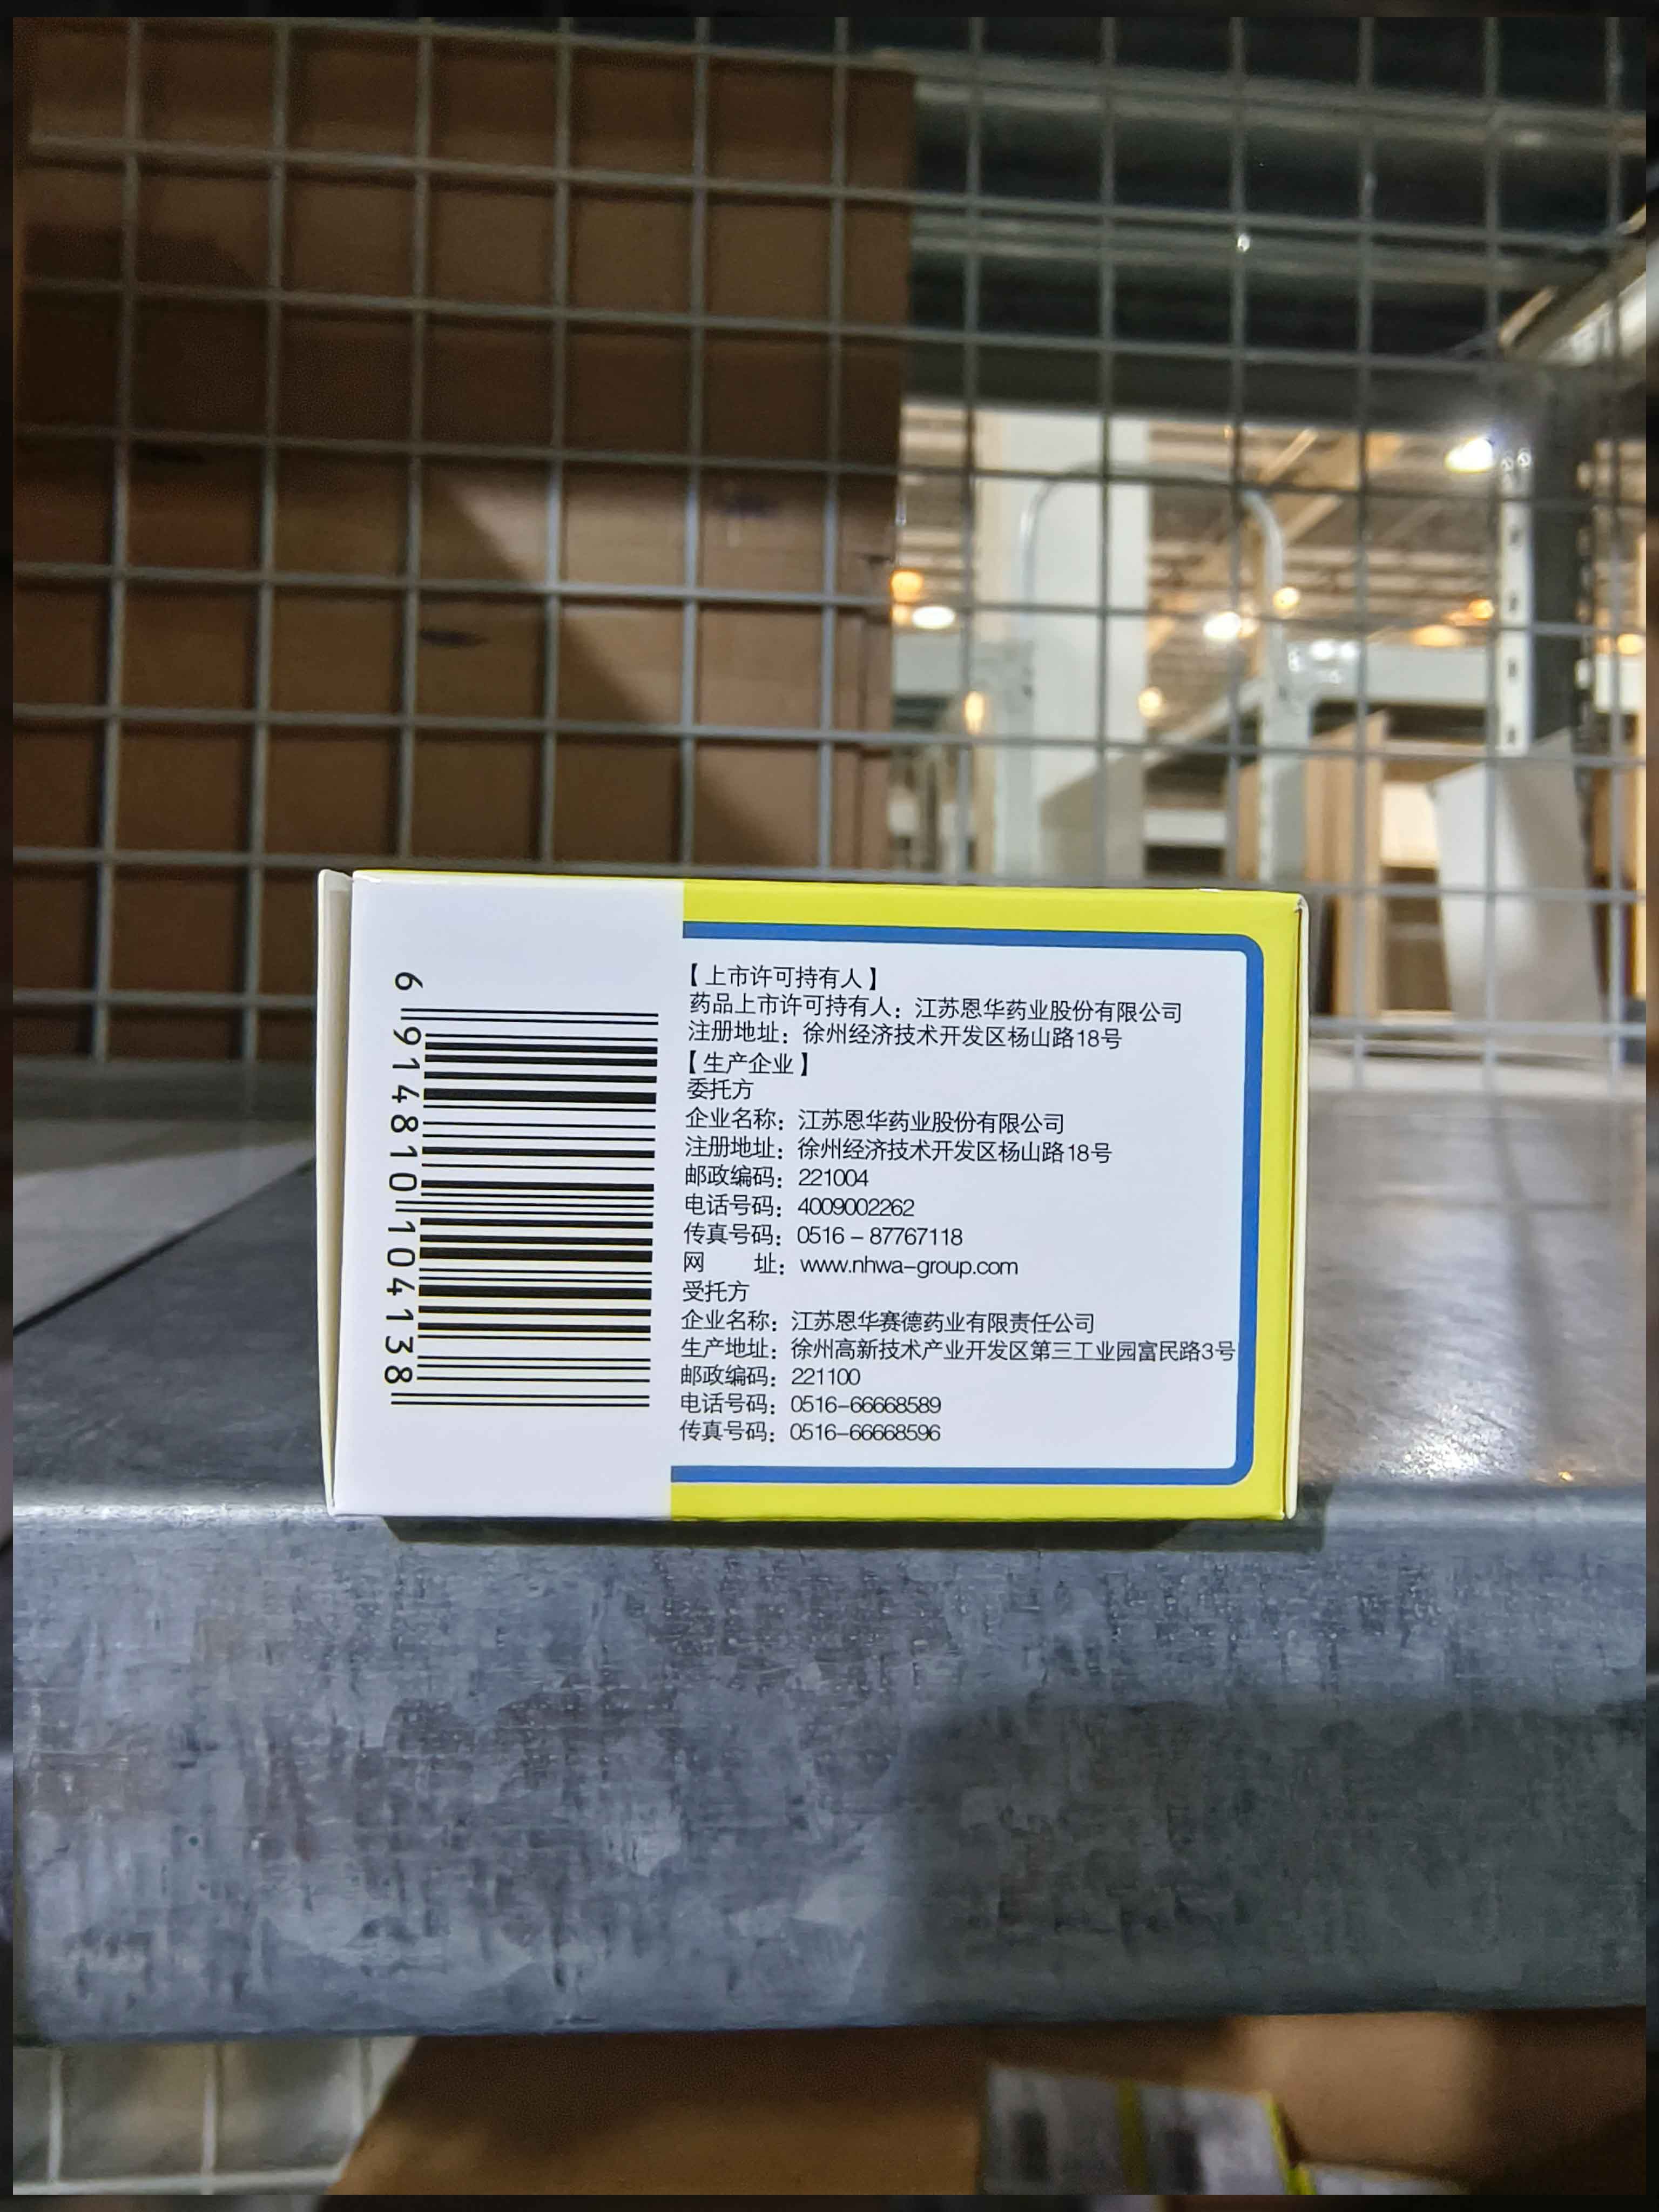 6 914810 104138
【上市许可持有人】
药品上市许可持有人：江苏恩华药业股份有限公司
注册地址：徐州经济技术开发区杨山路18号
【生产企业】
委托方
企业名称：江苏恩华药业股份有限公司
注册地址：徐州经济技术开发区杨山路18号
邮政编码：221004
电话号码：4009002262
传真号码：0516－87767118
网　　址：www.nhwa-group.com
受托方
企业名称：江苏恩华赛德药业有限责任公司
生产地址：徐州高新技术产业开发区第三工业园富民路3号
邮政编码：221100
电话号码：0516-66668589
传真号码：0516-66668596